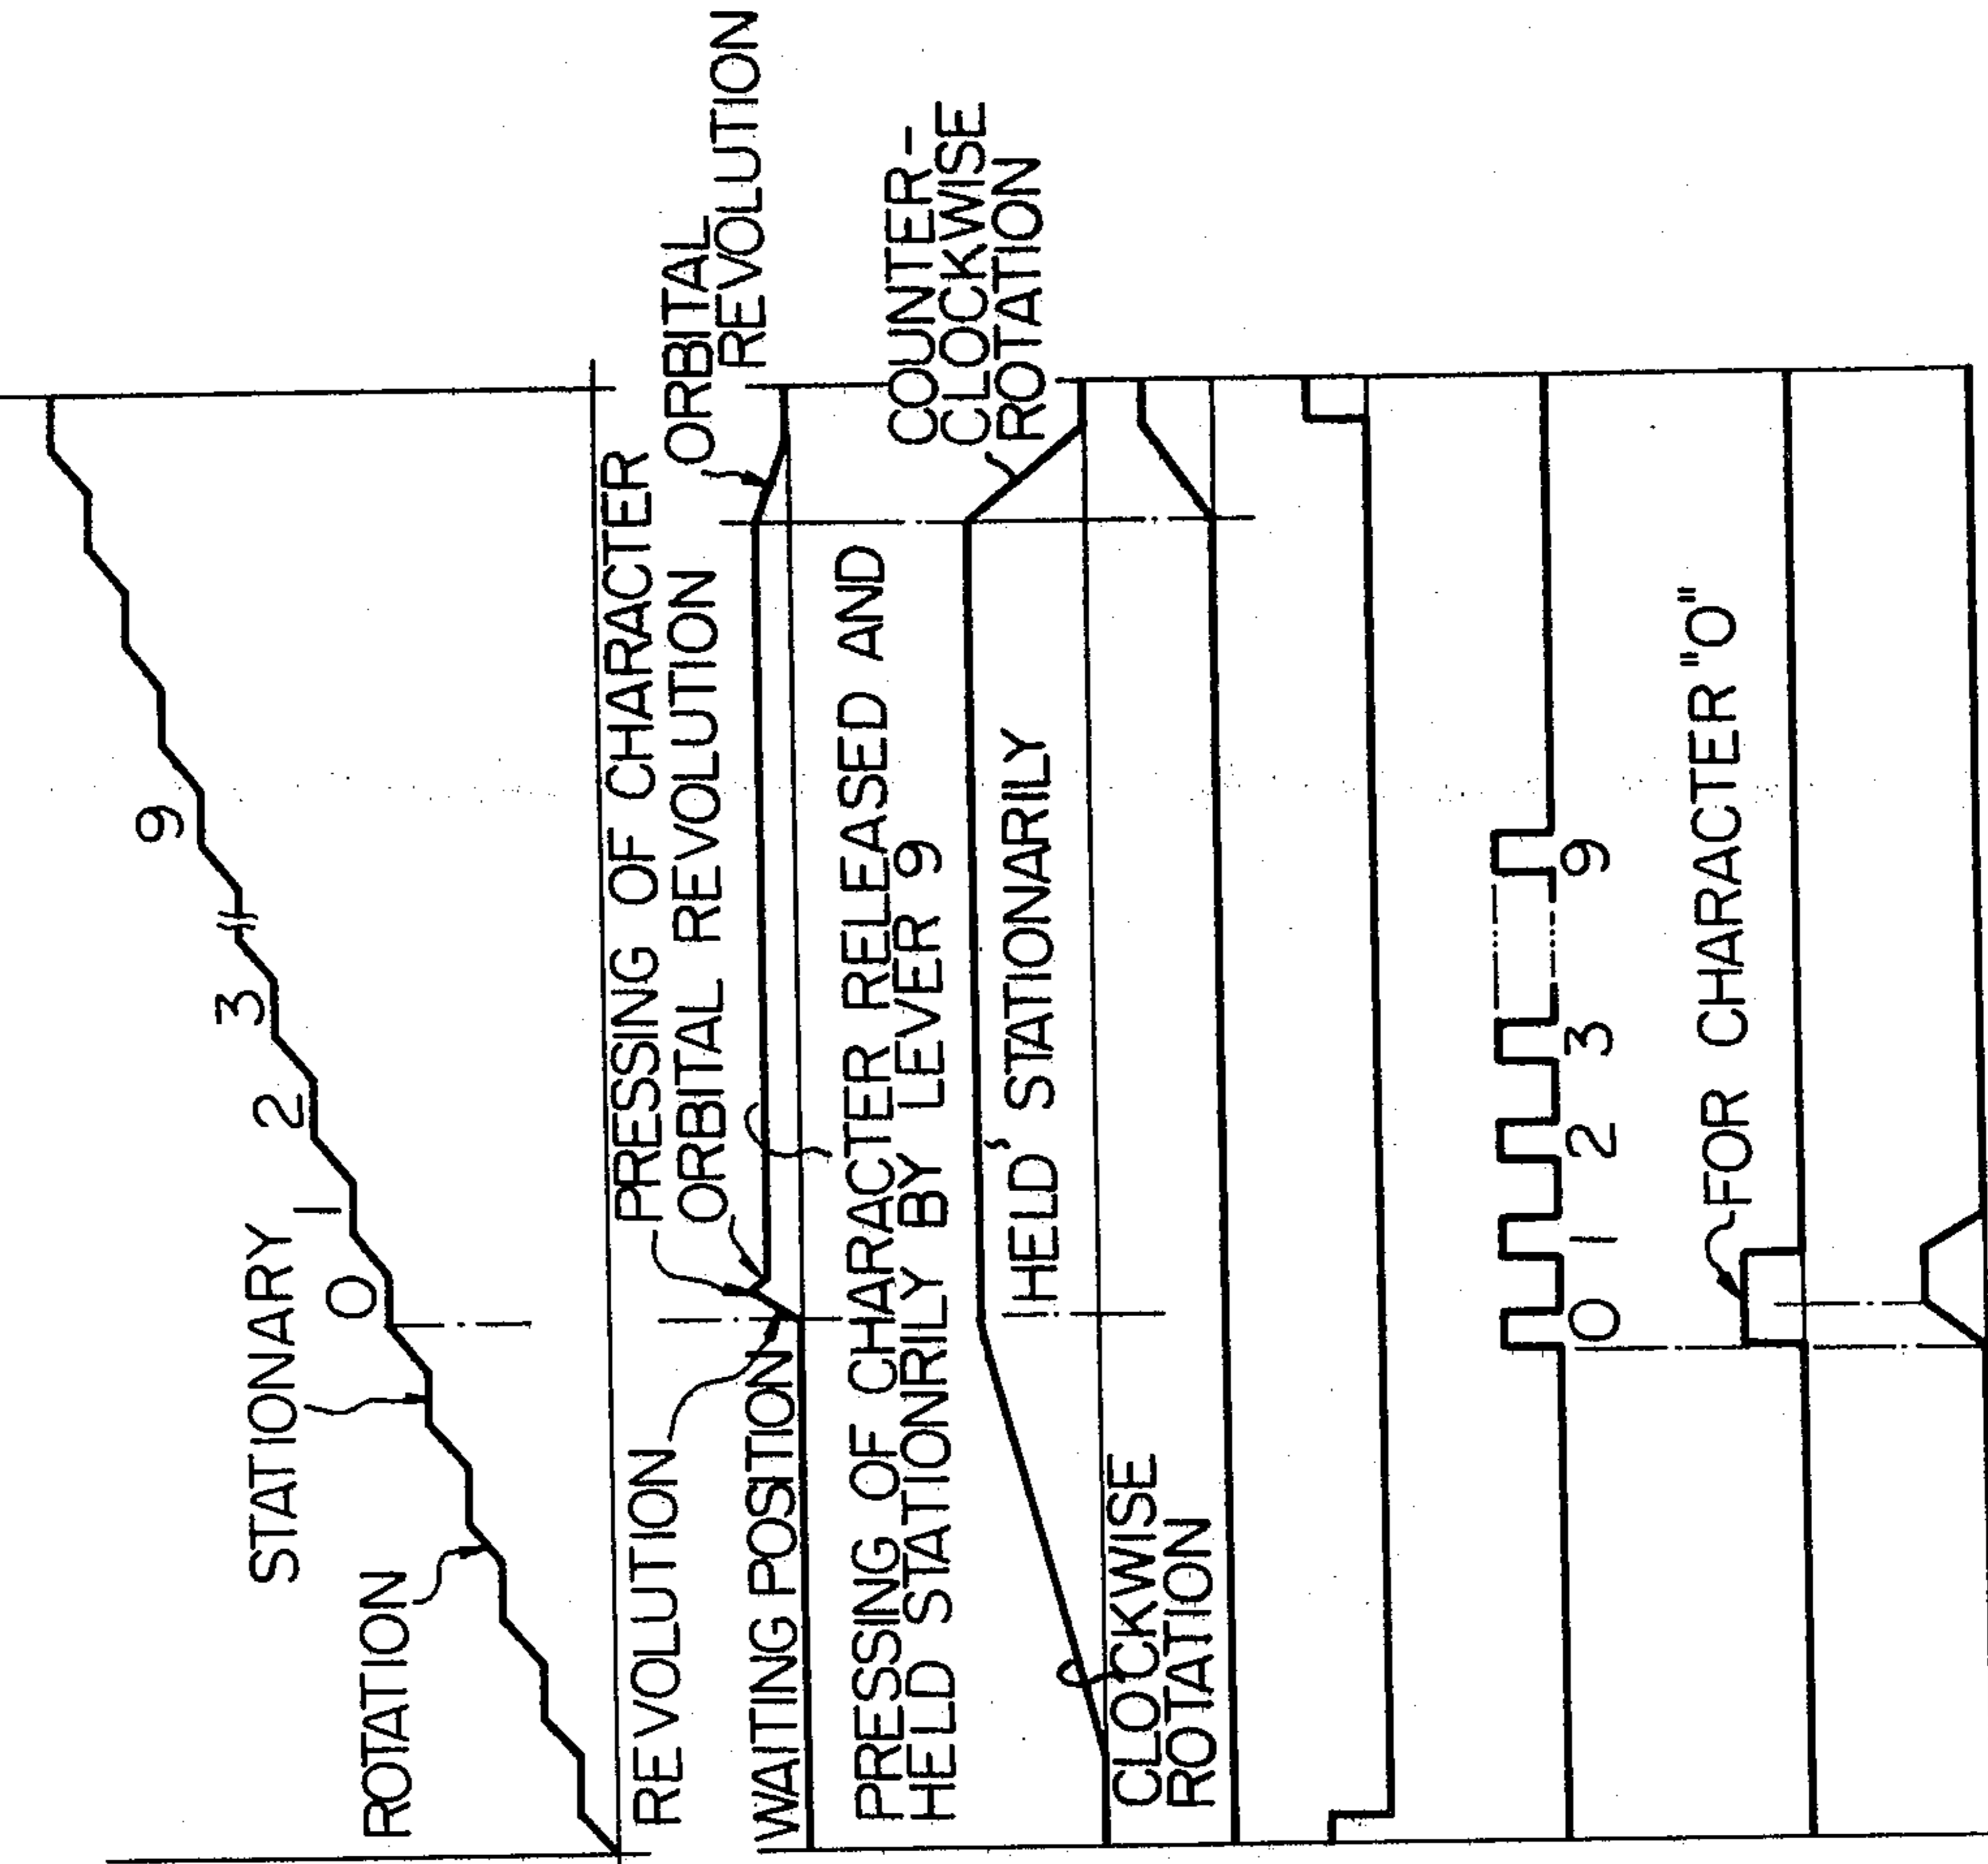 STATIONARY
ROTATION
0
1
2
3
9
PRESSING OF CHARACTER
ORBITAL REVOLUTION
ORBITAL
REVOLUTION
REVOLUTION
WAITING POSITION
PRESSING OF CHARACTER RELEASED AND
HELD STATIONRILY BY LEVER 9
COUNTER-
CLOCKWISE
ROTATION
HELD STATIONARILY
CLOCKWISE
ROTATION
0 1 2 3 9
FOR CHARACTER "0"